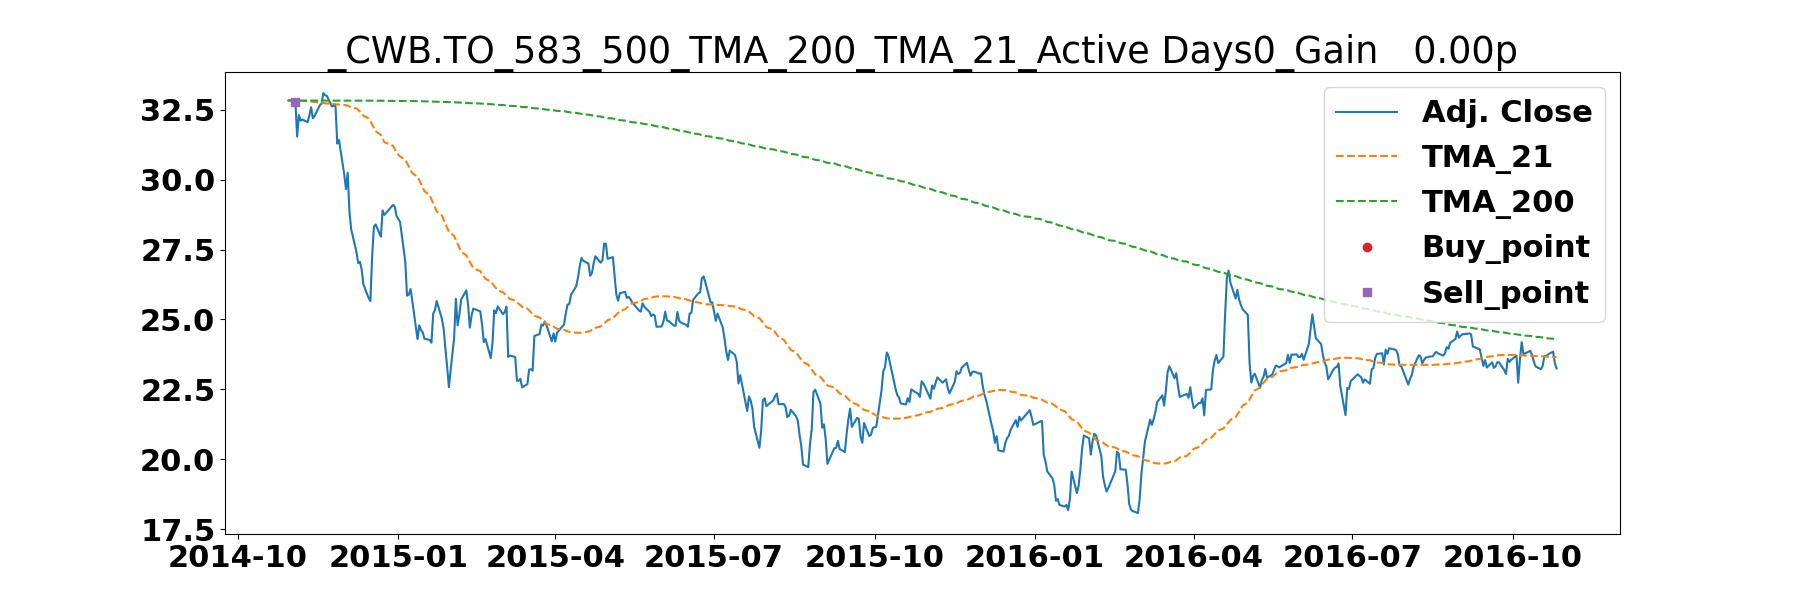 _CWB.TO_583_500_TMA_200_TMA_21_Active Days0_Gain   0.00p
32.5
30.0
27.5
25.0
22.5
20.0
17.5
2014-10 2015-01 2015-04 2015-07 2015-10 2016-01 2016-04 2016-07 2016-10
Adj. Close
TMA_21
TMA_200
Buy_point
Sell_point